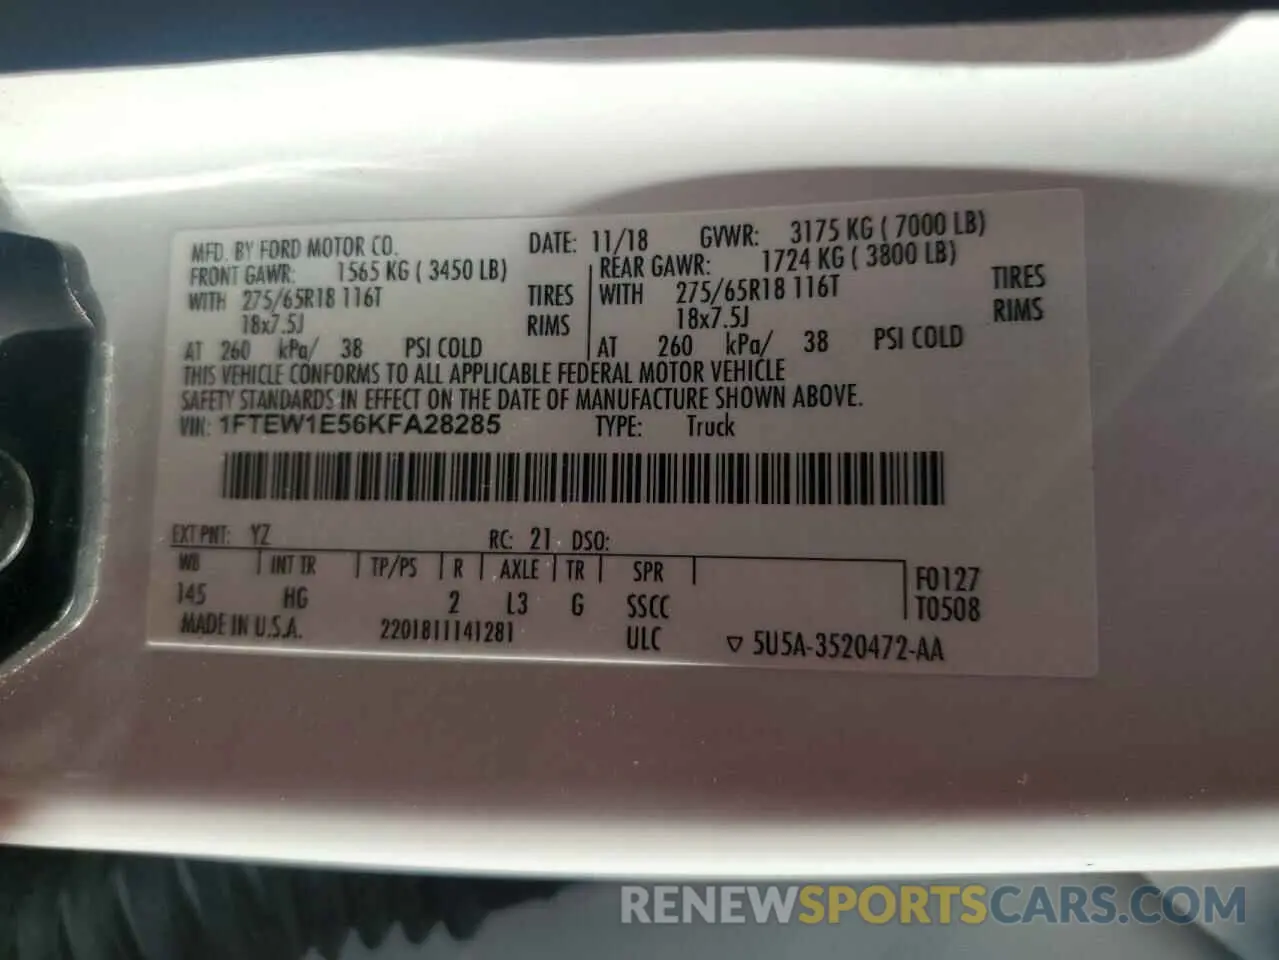 MFD. BY FORD MOTOR CO. DATE: 11/18 GVWR: 3175 KG ( 7000 LB)
FRONT GAWR: 1565 KG ( 3450 LB) REAR GAWR: 1724 KG ( 3800 LB)
WITH 275/65R18 116T TIRES WITH 275/65R18 116T TIRES
18x7.5J RIMS 18x7.5J RIMS
AT 260 kPa/ 38 PSI COLD AT 260 kPa/ 38 PSI COLD
THIS VEHICLE CONFORMS TO ALL APPLICABLE FEDERAL MOTOR VEHICLE
SAFETY STANDARDS IN EFFECT ON THE DATE OF MANUFACTURE SHOWN ABOVE.
VIN: 1FTEW1E56KFA28285 TYPE: Truck
EXT PNT: YZ RC: 21 DSO:
WB INT TR TP/PS R AXLE TR SPR F0127
145 HG 2 L3 G SSCC T0508
MADE IN U.S.A. 2201811141281 ULC ▽ 5U5A-3520472-AA
RENEWSPORTSCARS.COM